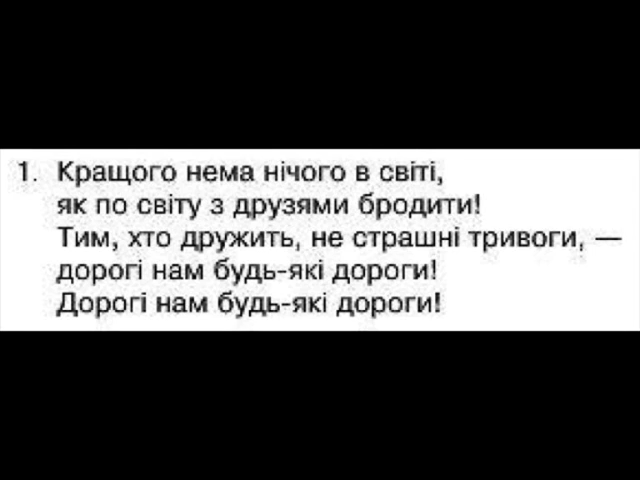 1. Кращого нема нічого в світі,
як по світу з друзями бродити!
Тим, хто дружить, не страшні тривоги, —
дорогі нам будь-які дороги!
Дорогі нам будь-які дороги!